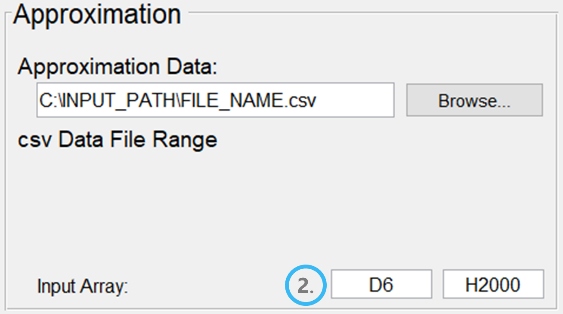 Approximation
Approximation Data:
C:\INPUT_PATH\FILE_NAME.csv Browse...
csv Data File Range
Input Array: 2. D6 H2000